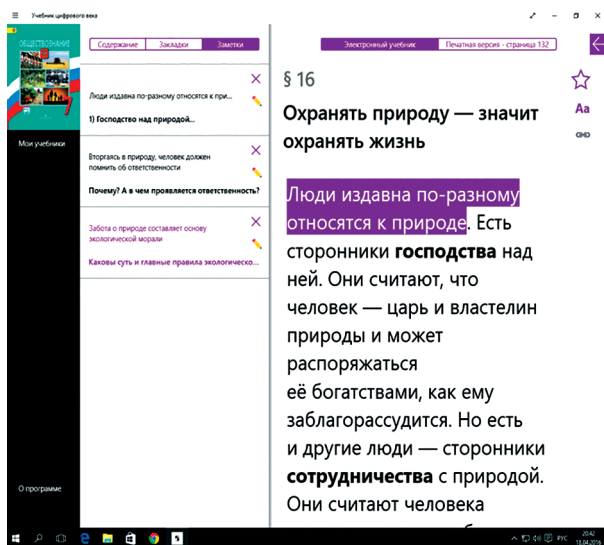 Учебник цифрового века
ОБЩЕСТВОЗНАНИЕ
7
Мои учебники
О программе
Содержание
Закладки
Заметки
Люди издавна по-разному относятся к при...
1) Господство над природой...
Вторгаясь в природу, человек должен
помнить об ответственности
Почему? А в чем проявляется ответственность?
Забота о природе составляет основу
экологической морали
Каковы суть и главные правила экологическо...
Электронный учебник
Печатная версия - страница 132
Aa
§ 16
Охранять природу — значит
охранять жизнь
Люди издавна по-разному
относятся к природе. Есть
сторонники господства над
ней. Они считают, что
человек — царь и властелин
природы и может
распоряжаться
её богатствами, как ему
заблагорассудится. Но есть
и другие люди — сторонники
сотрудничества с природой.
Они считают человека
РУС
20:42
18.04.2016